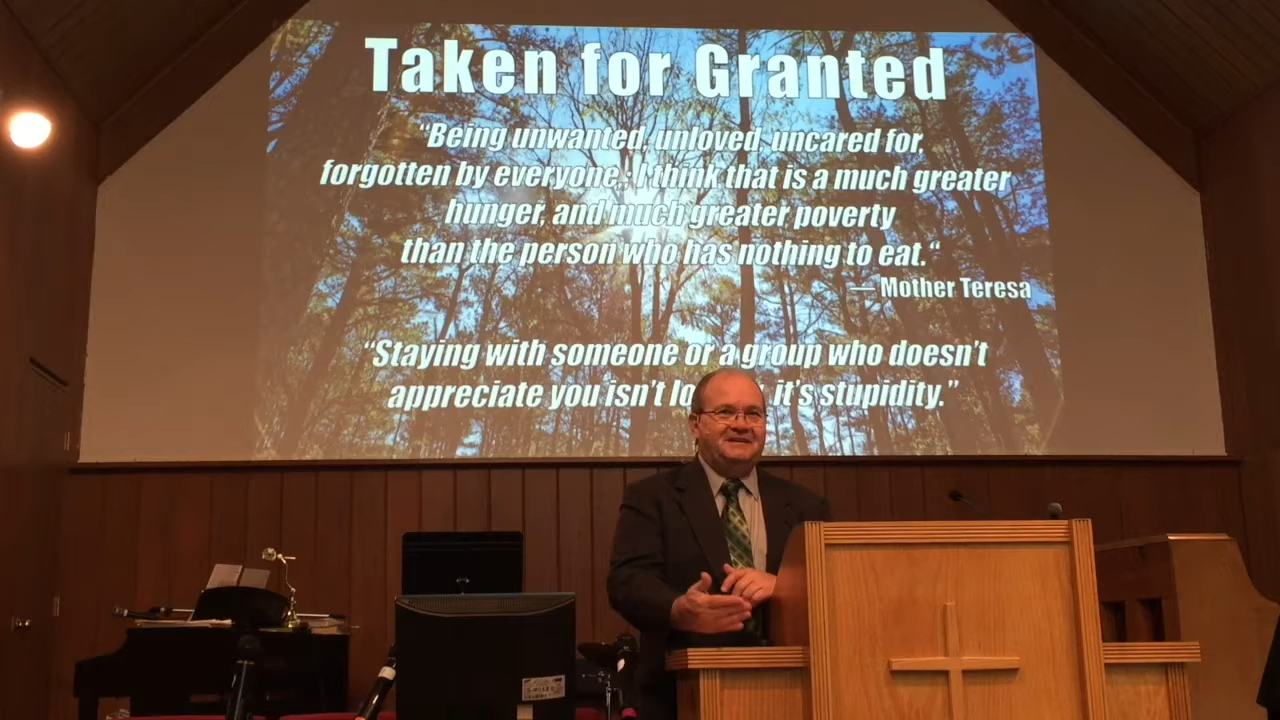 Taken for Granted
"Being unwanted, unloved, uncared for,
forgotten by everyone,; I think that is a much greater
hunger, and much greater poverty
than the person who has nothing to eat."
— Mother Teresa
"Staying with someone or a group who doesn't
appreciate you isn't it's stupidity."